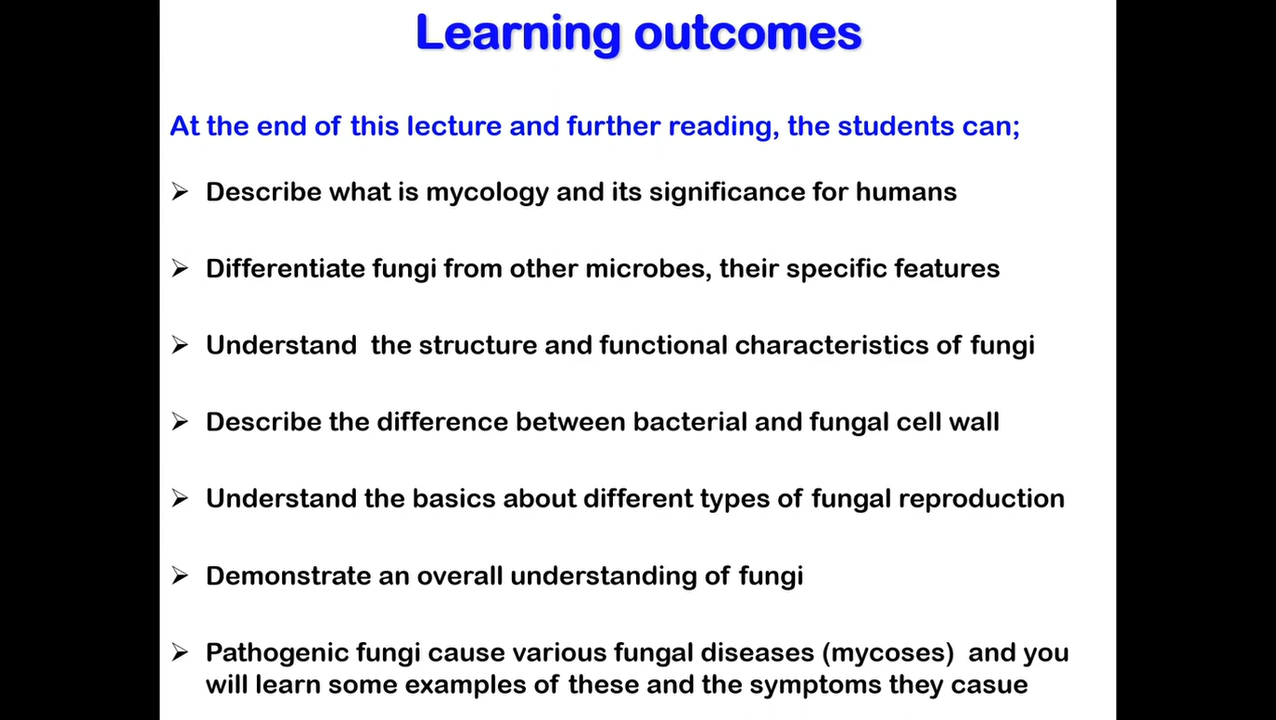 Learning outcomes
At the end of this lecture and further reading, the students can;
➢ Describe what is mycology and its significance for humans
➢ Differentiate fungi from other microbes, their specific features
➢ Understand  the structure and functional characteristics of fungi
➢ Describe the difference between bacterial and fungal cell wall
➢ Understand the basics about different types of fungal reproduction
➢ Demonstrate an overall understanding of fungi
➢ Pathogenic fungi cause various fungal diseases (mycoses)  and you
will learn some examples of these and the symptoms they casue